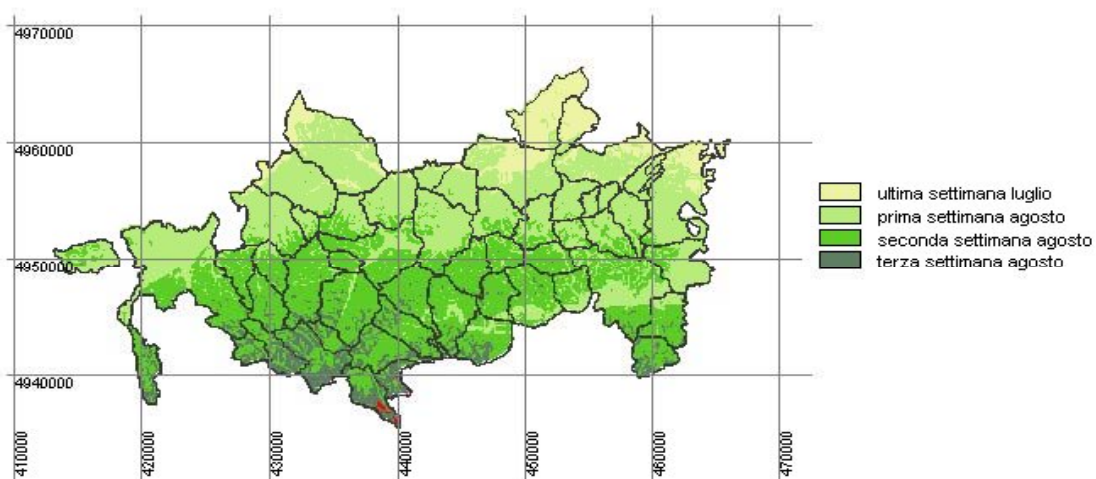 4970000
4960000
4950000
4940000
410000
420000
430000
440000
450000
460000
470000
ultima settimana luglio
prima settimana agosto
seconda settimana agosto
terza settimana agosto